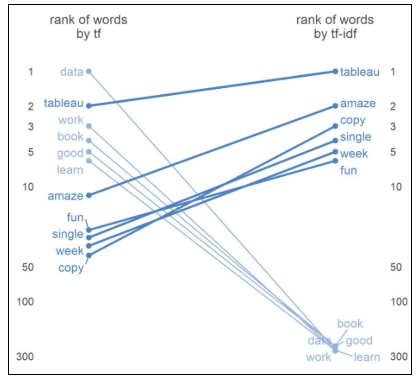 rank of words
by tf
rank of words
by tf-idf
1
data
tableau
1
2
tableau
amaze
2
3
work
copy
3
book
single
5
good
week
5
learn
fun
10
amaze
10
fun
single
week
50
copy
50
100
100
book
data
good
300
work
learn
300